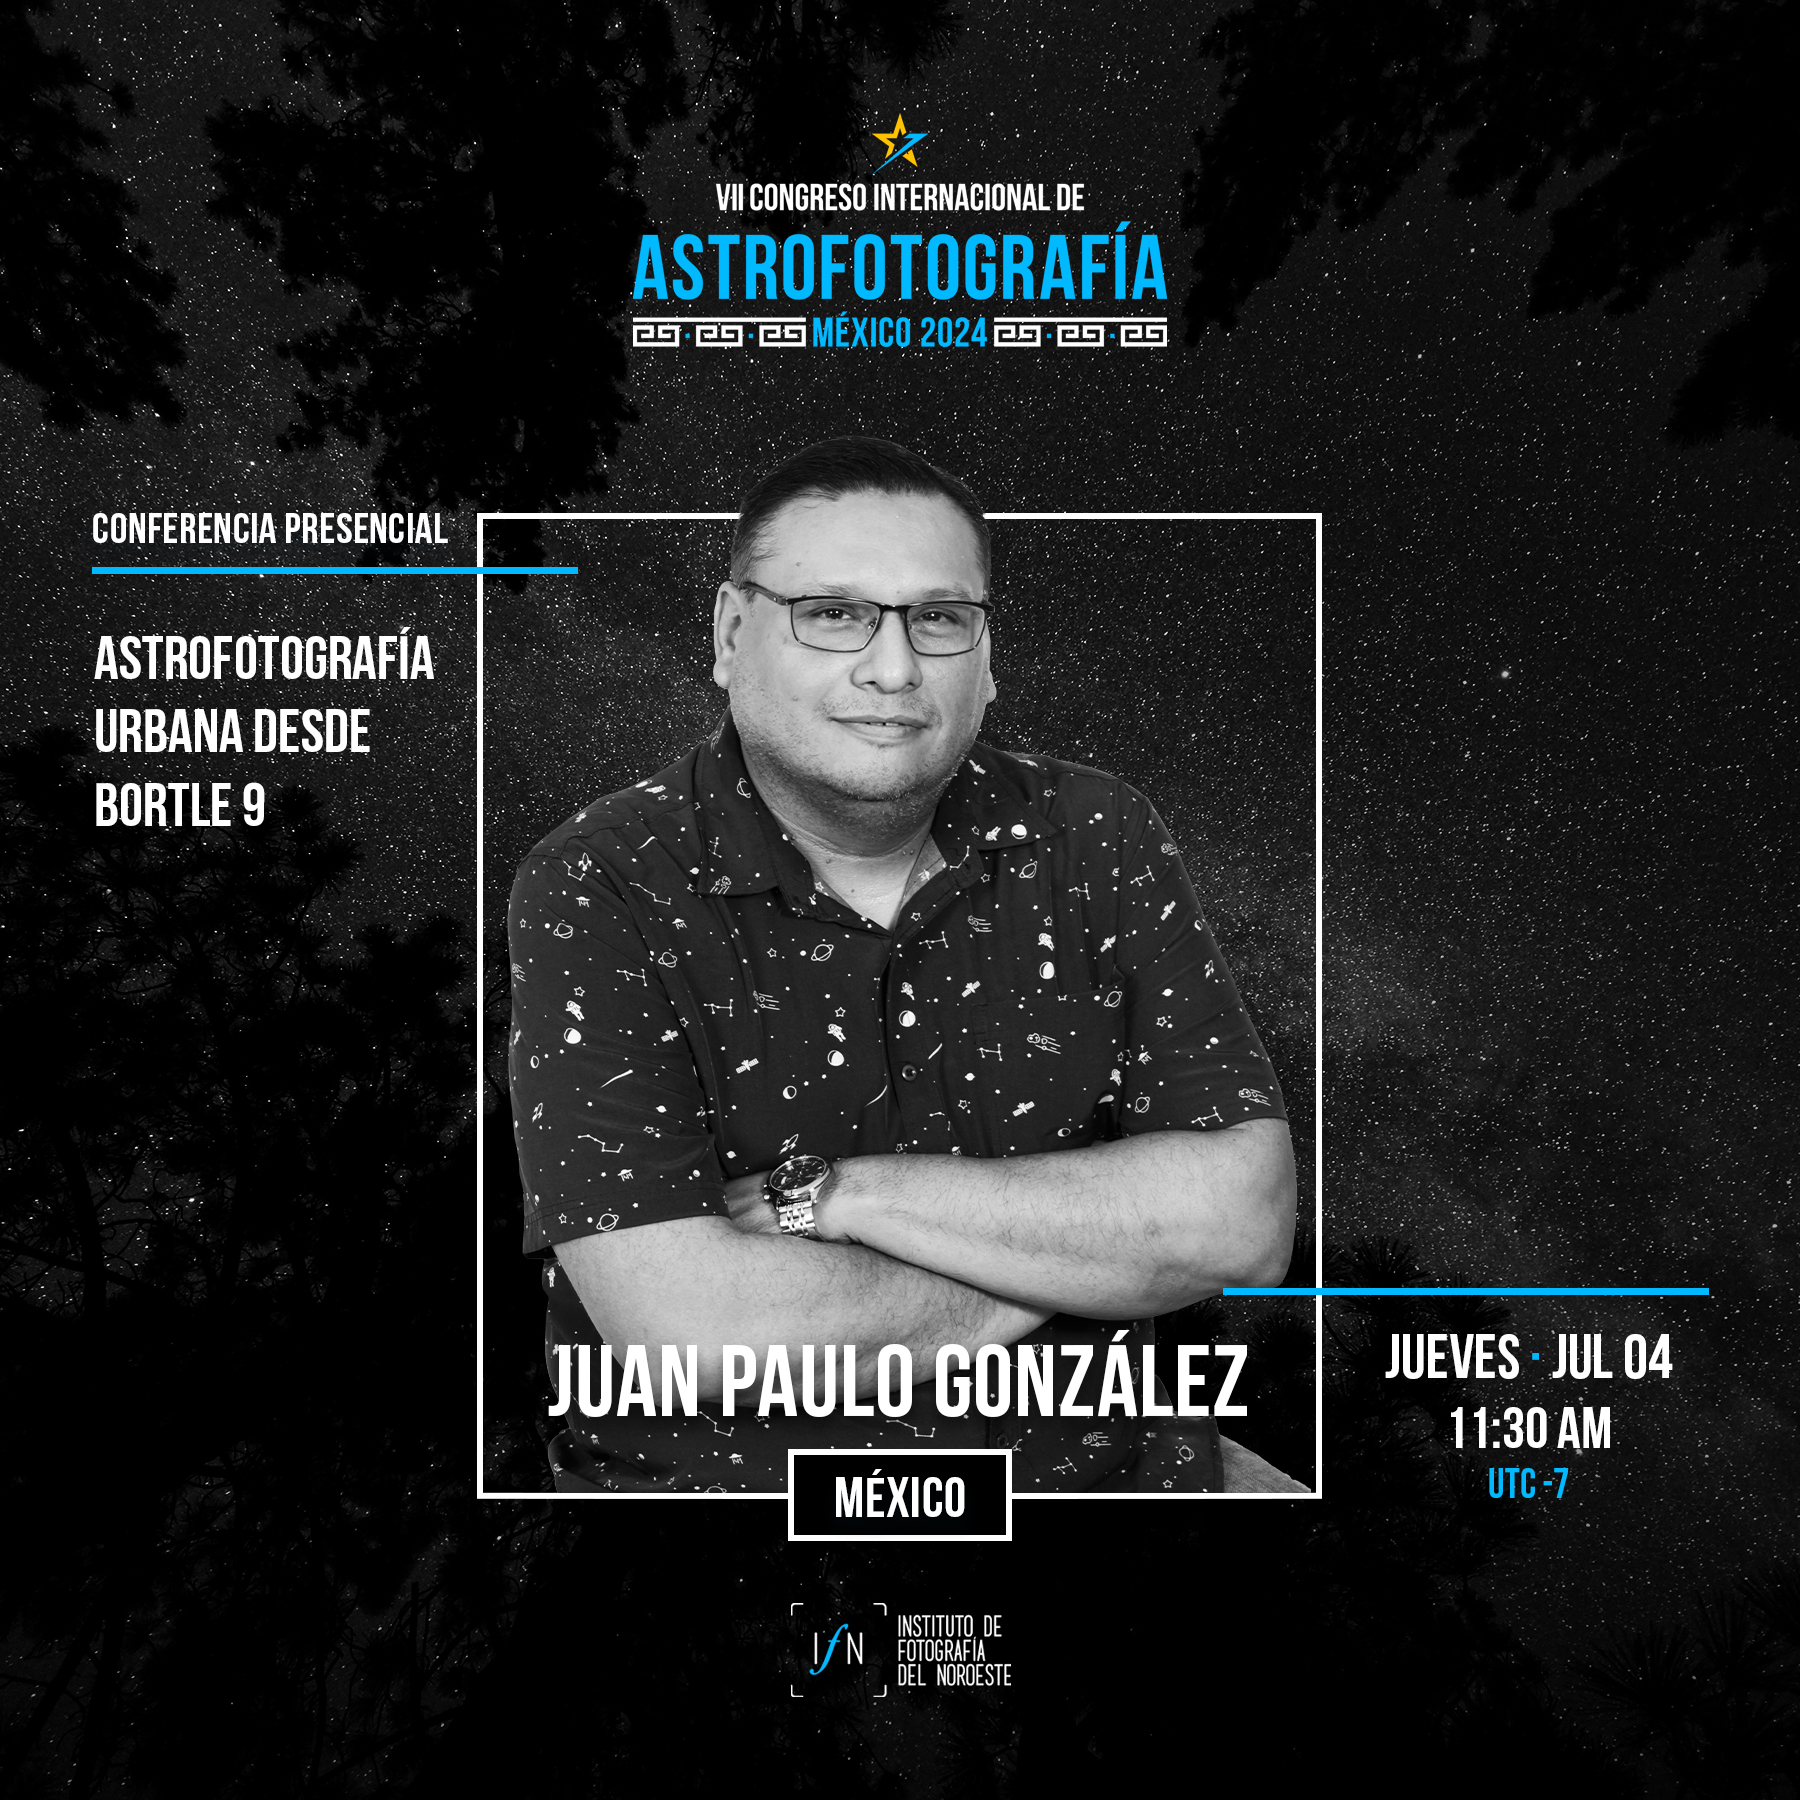 VII CONGRESO INTERNACIONAL DE
ASTROFOTOGRAFÍA
MÉXICO 2024
CONFERENCIA PRESENCIAL
ASTROFOTOGRAFÍA
URBANA DESDE
BORTLE 9
JUAN PAULO GONZÁLEZ
MÉXICO
JUEVES · JUL 04
11:30 AM
UTC -7
IfN
INSTITUTO DE
FOTOGRAFÍA
DEL NOROESTE